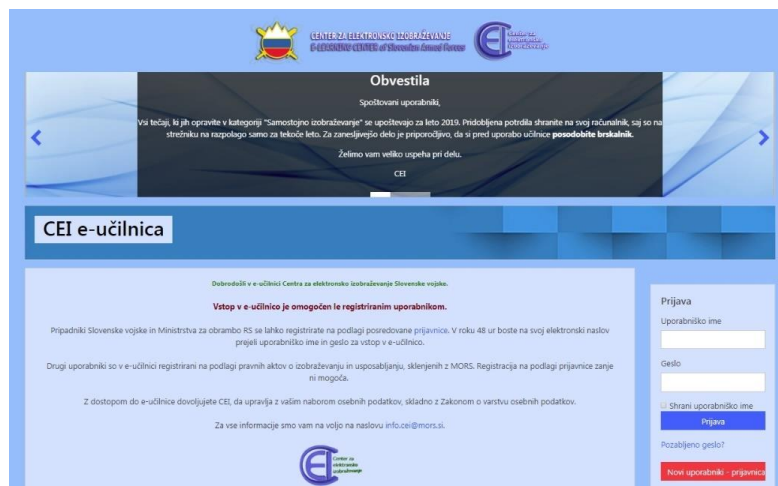 CENTER ZA ELEKTRONSKO IZOBRAŽEVANJE
E-LEARNING CENTER of Slovenian Armed Forces
Center za
elektronsko
izobraževanje
Obvestila
Spoštovani uporabniki,
Vsi tečaji, ki jih opravite v kategoriji "Samostojno izobraževanje" se upoštevajo za leto 2019. Pridobljena potrdila shranite na svoj računalnik, saj so na
strežniku na razpolago samo za tekoče leto. Za zanesljivejšo delo je priporočljivo, da si pred uporabo učilnice posodobite brskalnik.
Želimo vam veliko uspeha pri delu.
CEI
CEI e-učilnica
Dobrodošli v e-učilnici Centra za elektronsko izobraževanje Slovenske vojske.
Vstop v e-učilnico je omogočen le registriranim uporabnikom.
Pripadniki Slovenske vojske in Ministrstva za obrambo RS se lahko registrirate na podlagi posredovane prijavnice. V roku 48 ur boste na svoj elektronski naslov
prejeli uporabniško ime in geslo za vstop v e-učilnico.
Drugi uporabniki so v e-učilnici registrirani na podlagi pravnih aktov o izobraževanju in usposabljanju, sklenjenih z MORS. Registracija na podlagi prijavnice zanje
ni mogoča.
Z dostopom do e-učilnice dovoljujete CEI, da upravlja z vašim naborom osebnih podatkov, skladno z Zakonom o varstvu osebnih podatkov.
Za vse informacije smo vam na voljo na naslovu info.cei@mors.si.
Center za
elektronsko
izobraževanje
Prijava
Uporabniško ime
Geslo
Shrani uporabniško ime
Prijava
Pozabljeno geslo?
Novi uporabniki - prijavnica